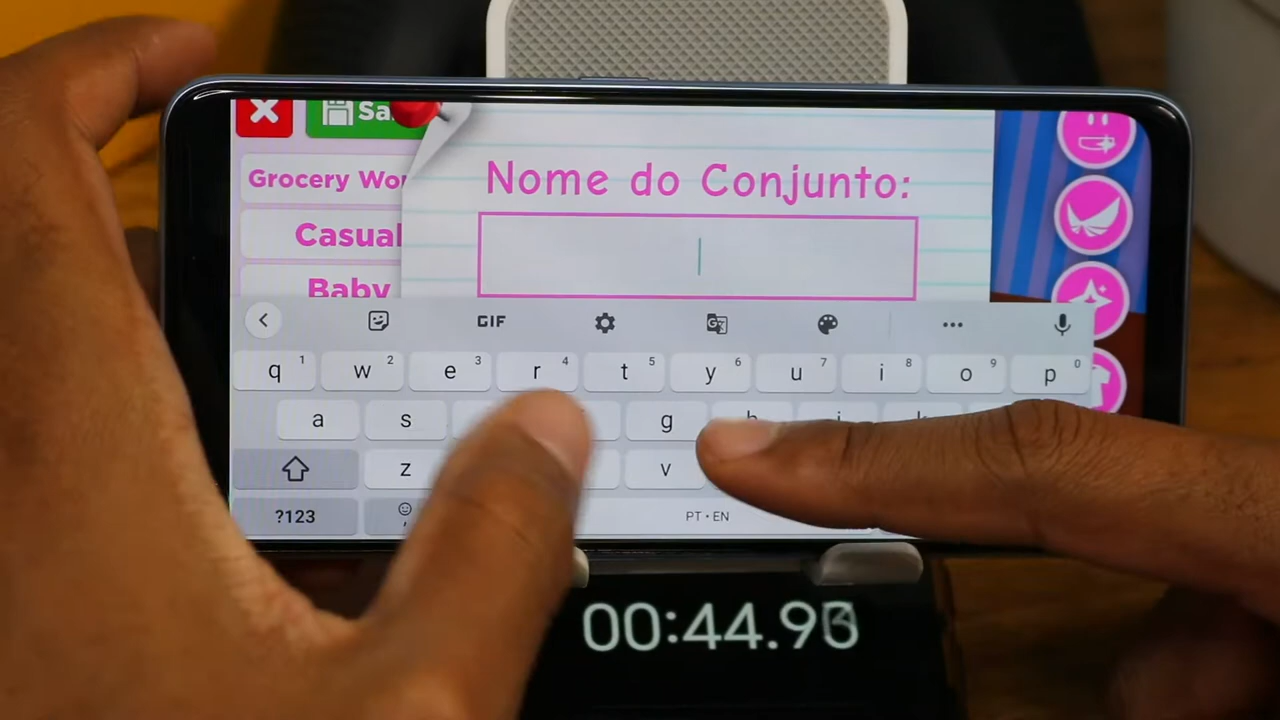 Sa
Nome do Conjunto:
Grocery Wor
Casual
Baby
GIF
q 1 w 2 e 3 r 4 t 5 y 6 u 7 i 8 o 9 p 0
a s g
z v
?123 , PT • EN
00:44.9